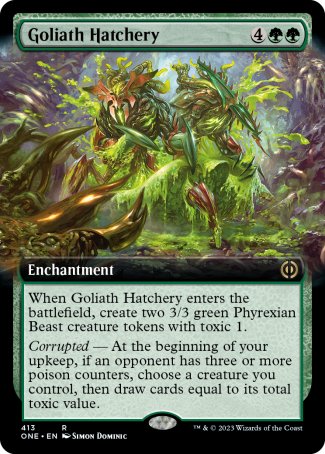 Goliath Hatchery 4
Enchantment
When Goliath Hatchery enters the
battlefield, create two 3/3 green Phyrexian
Beast creature tokens with toxic 1.
Corrupted — At the beginning of your
upkeep, if an opponent has three or more
poison counters, choose a creature you
control, then draw cards equal to its total
toxic value.
413 R
ONE • EN SIMON DOMINIC ™ & © 2023 Wizards of the Coast